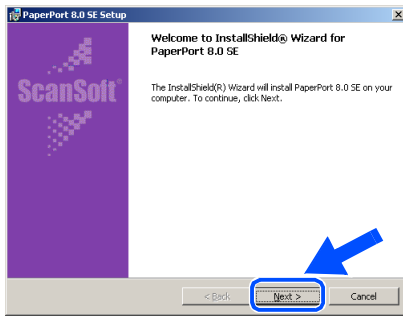 PaperPort 8.0 SE Setup
Welcome to InstallShield® Wizard for
PaperPort 8.0 SE
ScanSoft®
The InstallShield(R) Wizard will install PaperPort 8.0 SE on your
computer. To continue, click Next.
< Back
Next >
Cancel